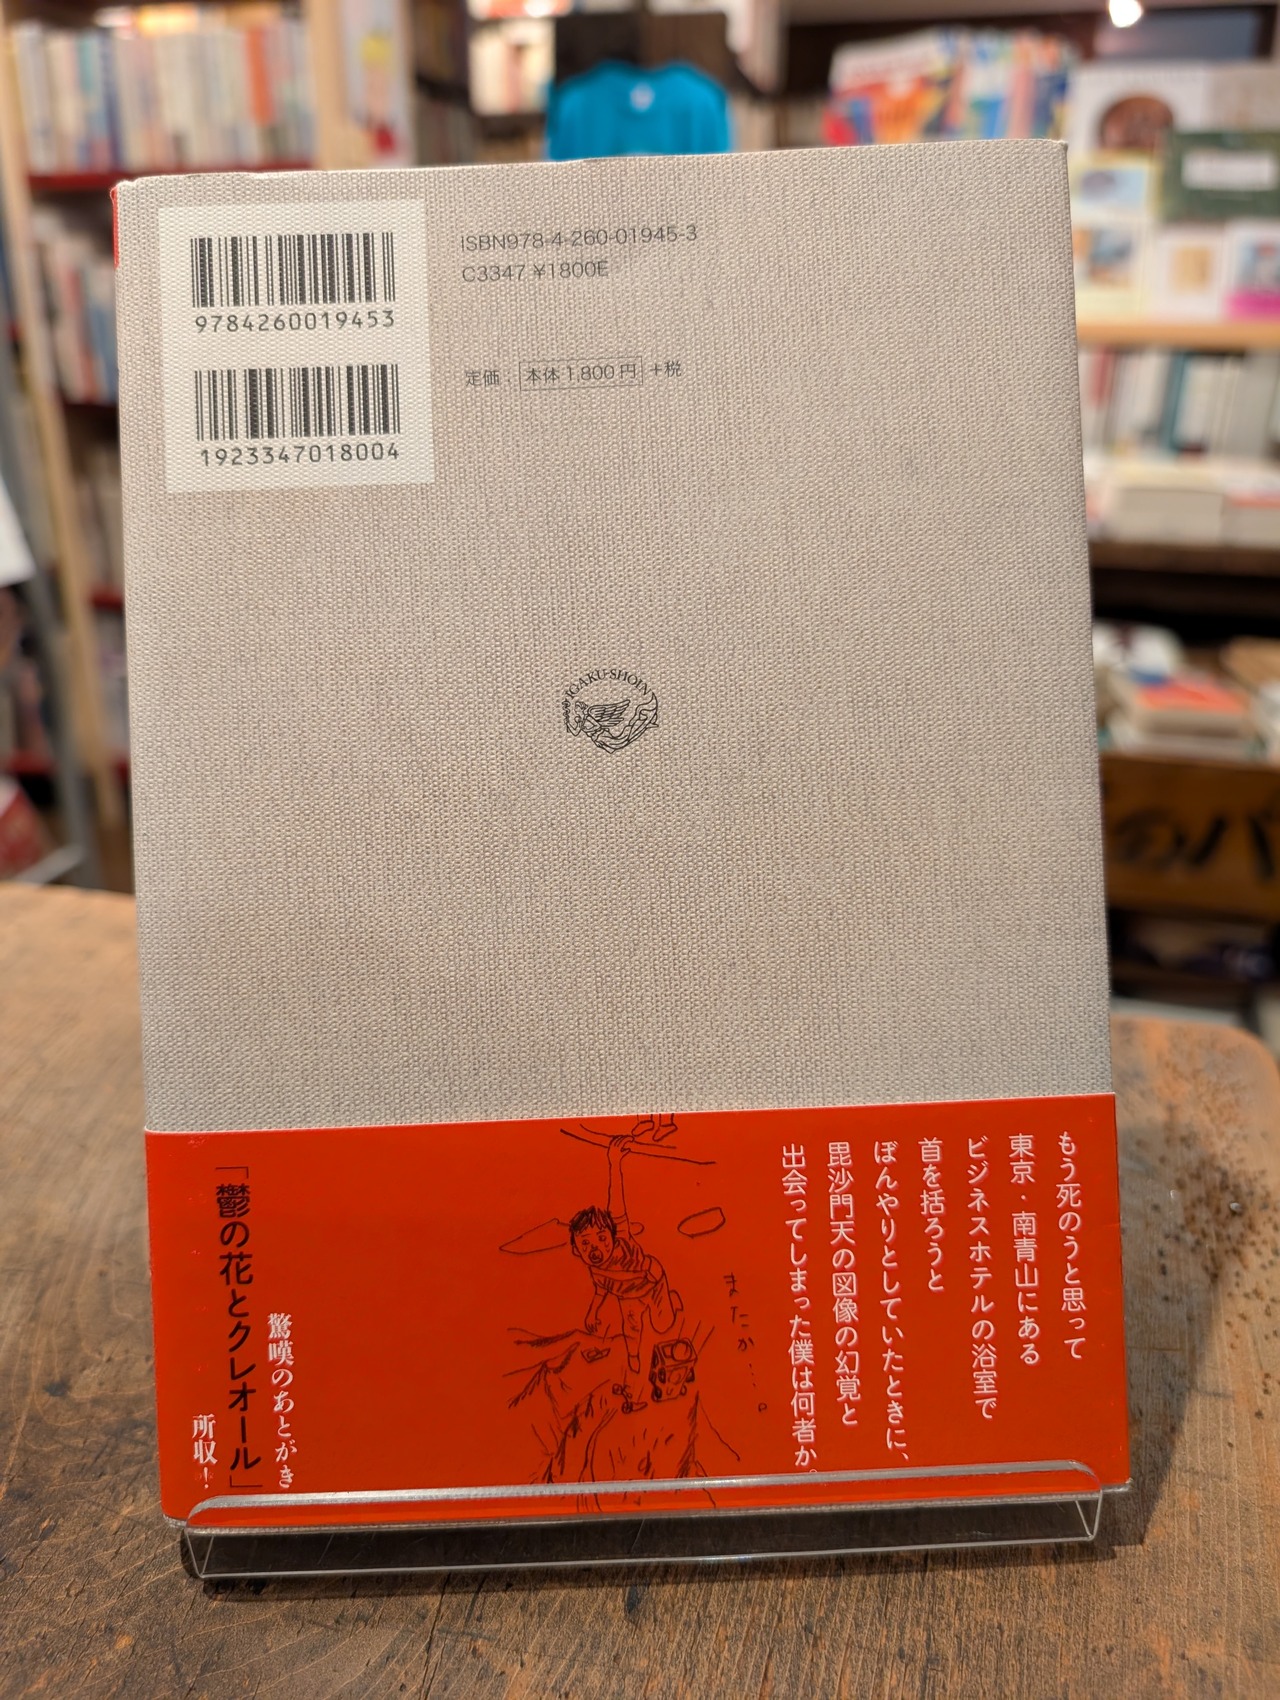 9784260019453
1923347018004
ISBN978-4-260-01945-3
C3347 ¥1800E
定価：本体1,800円+税
IGAKU-SHOIN
もう死のうと思って
東京・南青山にある
ビジネスホテルの浴室で
首を括ろうと
ぼんやりとしていたときに、
毘沙門天の図像の幻覚と
出会ってしまった僕は何者か。
またか…。
驚嘆のあとがき
「鬱の花とクレオール」
所収！
のバ